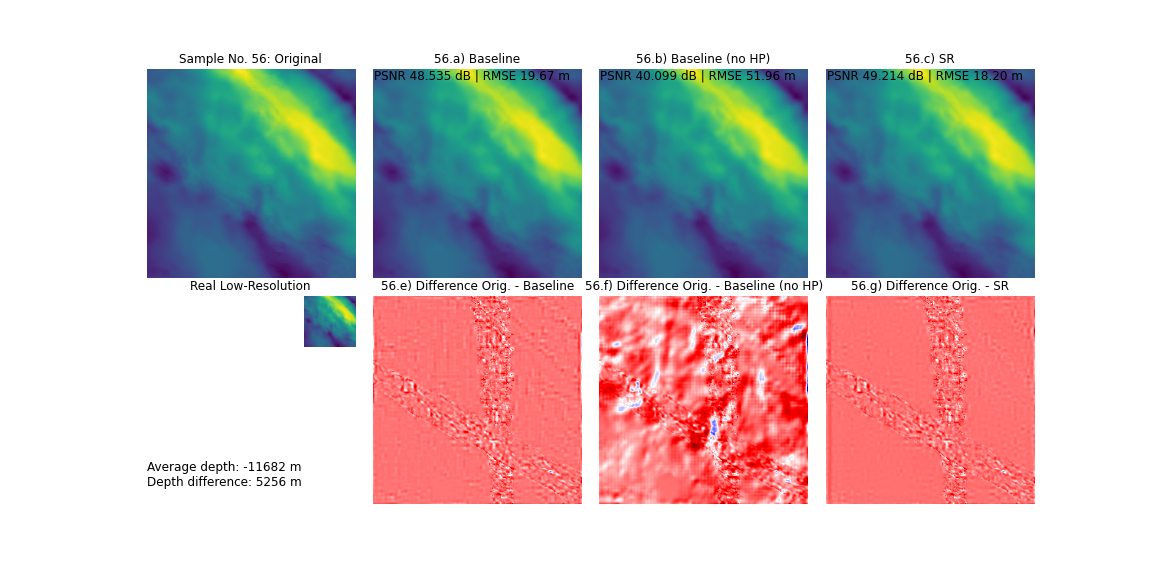 Sample No. 56: Original
56.a) Baseline
56.b) Baseline (no HP)
56.c) SR
PSNR 48.535 dB | RMSE 19.67 m
PSNR 40.099 dB | RMSE 51.96 m
PSNR 49.214 dB | RMSE 18.20 m
Real Low-Resolution
56.e) Difference Orig. - Baseline
56.f) Difference Orig. - Baseline (no HP)
56.g) Difference Orig. - SR
Average depth: -11682 m
Depth difference: 5256 m